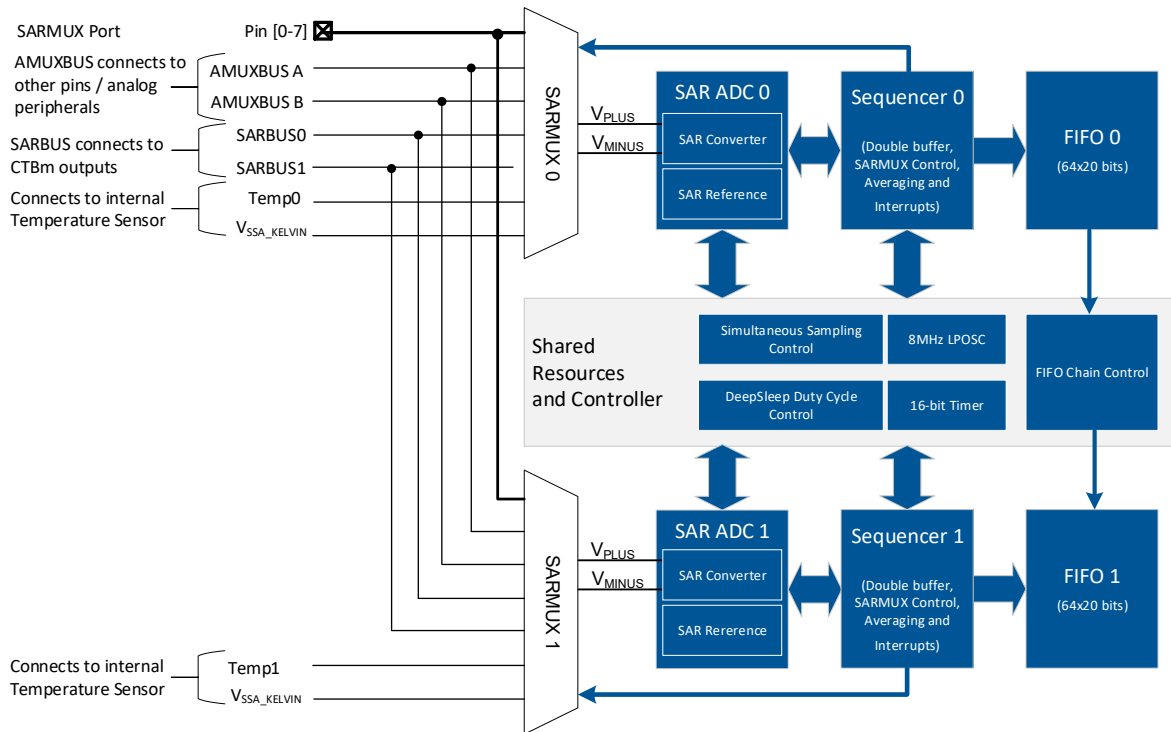 SARMUX Port
Pin [0-7]
AMUXBUS connects to
other pins / analog
peripherals
AMUXBUS A
AMUXBUS B
SARBUS connects to
CTBm outputs
SARBUS0
SARBUS1
Connects to internal
Temperature Sensor
Temp0
VSSA_KELVIN
SARMUX 0
VPLUS
VMINUS
SAR ADC 0
SAR Converter
SAR Reference
Sequencer 0
(Double buffer,
SARMUX Control,
Averaging and
Interrupts)
FIFO 0
(64x20 bits)
Shared
Resources
and Controller
Simultaneous Sampling
Control
8MHz LPOSC
DeepSleep Duty Cycle
Control
16-bit Timer
FIFO Chain Control
SARMUX 1
VPLUS
VMINUS
SAR ADC 1
SAR Converter
SAR Rererence
Sequencer 1
(Double buffer,
SARMUX Control,
Averaging and
Interrupts)
FIFO 1
(64x20 bits)
Connects to internal
Temperature Sensor
Temp1
VSSA_KELVIN